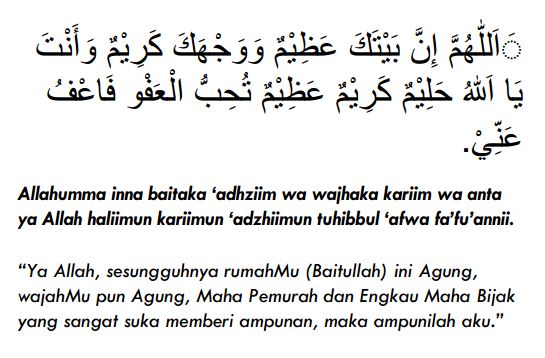 اَللّٰهُمَّ إِنَّ بَيْتَكَ عَظِيْمٌ وَوَجْهَكَ كَرِيْمٌ وَأَنْتَ
يَا اَللهُ حَلِيْمٌ كَرِيْمٌ عَظِيْمٌ تُحِبُّ الْعَفْو فَاعْفُ
عَنِّيْ.
Allahumma inna baitaka ‘adhziim wa wajhaka kariim wa anta
ya Allah haliimun kariimun ‘adzhiimun tuhibbul ‘afwa fa’fu’annii.
“Ya Allah, sesungguhnya rumahMu (Baitullah) ini Agung,
wajahMu pun Agung, Maha Pemurah dan Engkau Maha Bijak
yang sangat suka memberi ampunan, maka ampunilah aku.”